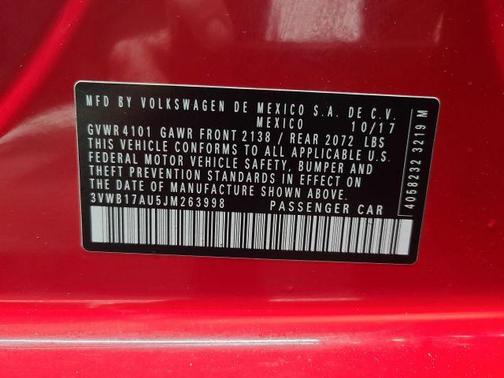 MFD BY VOLKSWAGEN DE MEXICO S.A. DE C.V.
MEXICO 10/17
GVWR 4101 GAWR FRONT 2138 / REAR 2072 LBS
THIS VEHICLE CONFORMS TO ALL APPLICABLE U.S.
FEDERAL MOTOR VEHICLE SAFETY, BUMPER AND
THEFT PREVENTION STANDARDS IN EFFECT ON
THE DATE OF MANUFACTURE SHOWN ABOVE.
3VWB17AU5JM263998 PASSENGER CAR
4058232 3219 M